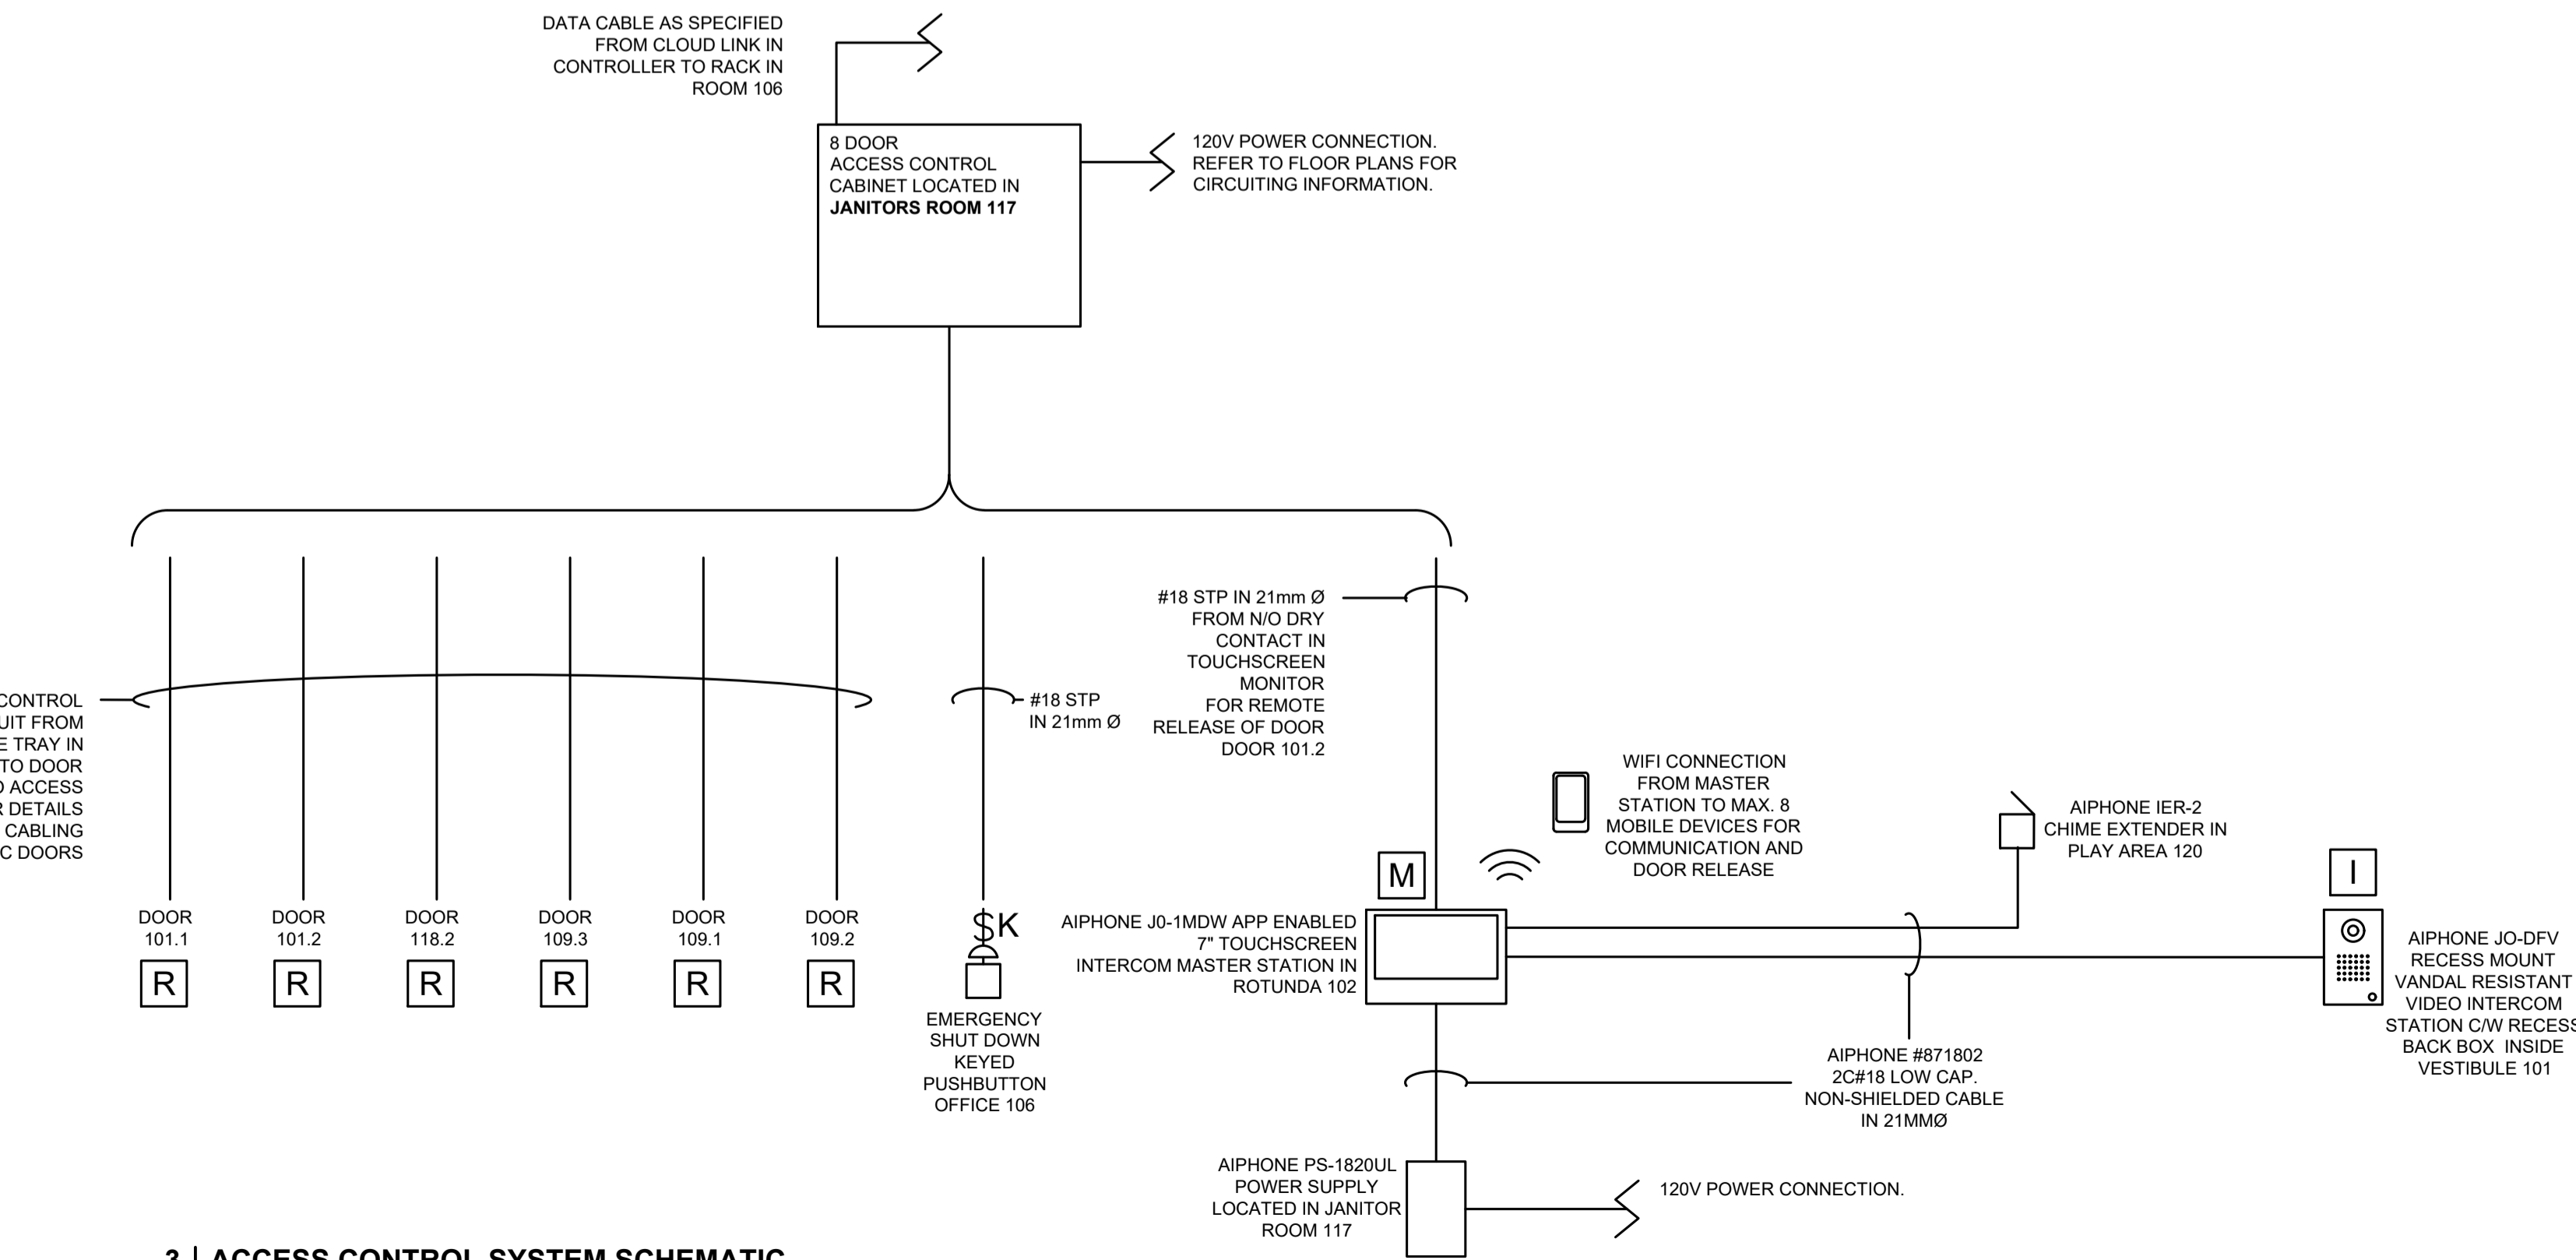 DATA CABLE AS SPECIFIED
FROM CLOUD LINK IN
CONTROLLER TO RACK IN
ROOM 106
8 DOOR
ACCESS CONTROL
CABINET LOCATED IN
JANITORS ROOM 117
120V POWER CONNECTION.
REFER TO FLOOR PLANS FOR
CIRCUITING INFORMATION.
CONTROL
FROM
TRAY IN
TO DOOR
ACCESS
DETAILS
CABLING
DOORS
#18 STP
IN 21mm Ø
#18 STP IN 21mm Ø
FROM N/O DRY
CONTACT IN
TOUCHSCREEN
MONITOR
FOR REMOTE
RELEASE OF DOOR
DOOR 101.2
WIFI CONNECTION
FROM MASTER
STATION TO MAX. 8
MOBILE DEVICES FOR
COMMUNICATION AND
DOOR RELEASE
AIPHONE IER-2
CHIME EXTENDER IN
PLAY AREA 120
DOOR
101.1
R
DOOR
101.2
R
DOOR
118.2
R
DOOR
109.3
R
DOOR
109.1
R
DOOR
109.2
R
$K
EMERGENCY
SHUT DOWN
KEYED
PUSHBUTTON
OFFICE 106
M
AIPHONE J0-1MDW APP ENABLED
7" TOUCHSCREEN
INTERCOM MASTER STATION IN
ROTUNDA 102
I
AIPHONE JO-DFV
RECESS MOUNT
VANDAL RESISTANT
VIDEO INTERCOM
STATION C/W RECESS
BACK BOX INSIDE
VESTIBULE 101
AIPHONE #871802
2C#18 LOW CAP.
NON-SHIELDED CABLE
IN 21MMØ
AIPHONE PS-1820UL
POWER SUPPLY
LOCATED IN JANITOR
ROOM 117
120V POWER CONNECTION.
3 ACCESS CONTROL SYSTEM SCHEMATIC